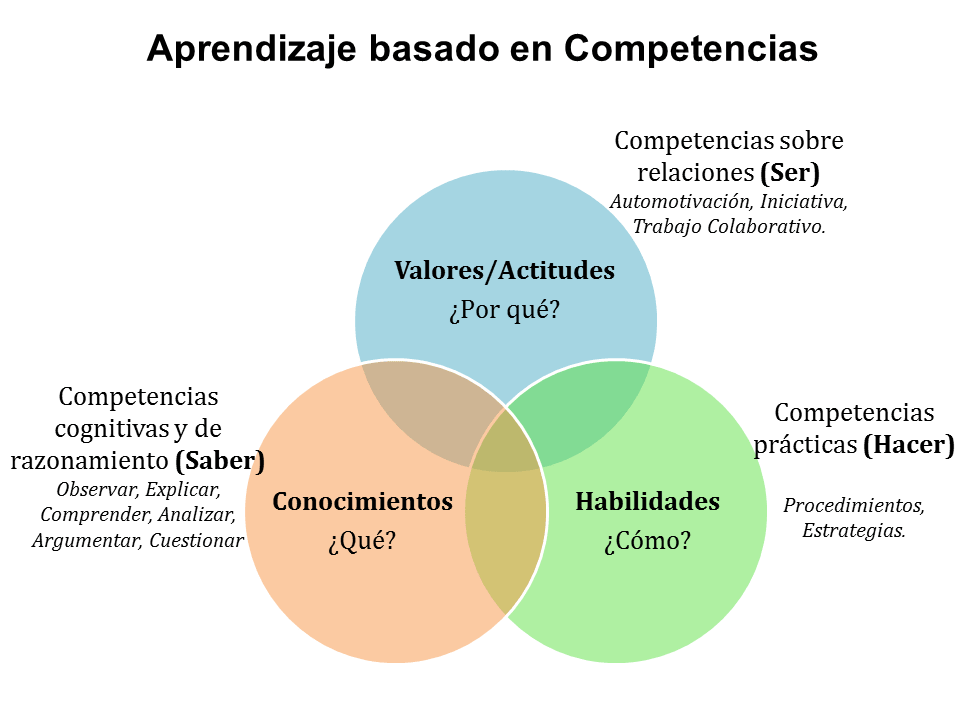 Aprendizaje basado en Competencias
Competencias sobre
relaciones (Ser)
Automotivación, Iniciativa,
Trabajo Colaborativo.
Valores/Actitudes
¿Por qué?
Competencias
cognitivas y de
razonamiento (Saber)
Observar, Explicar,
Comprender, Analizar,
Argumentar, Cuestionar
Conocimientos
¿Qué?
Habilidades
¿Cómo?
Competencias
prácticas (Hacer)
Procedimientos,
Estrategias.